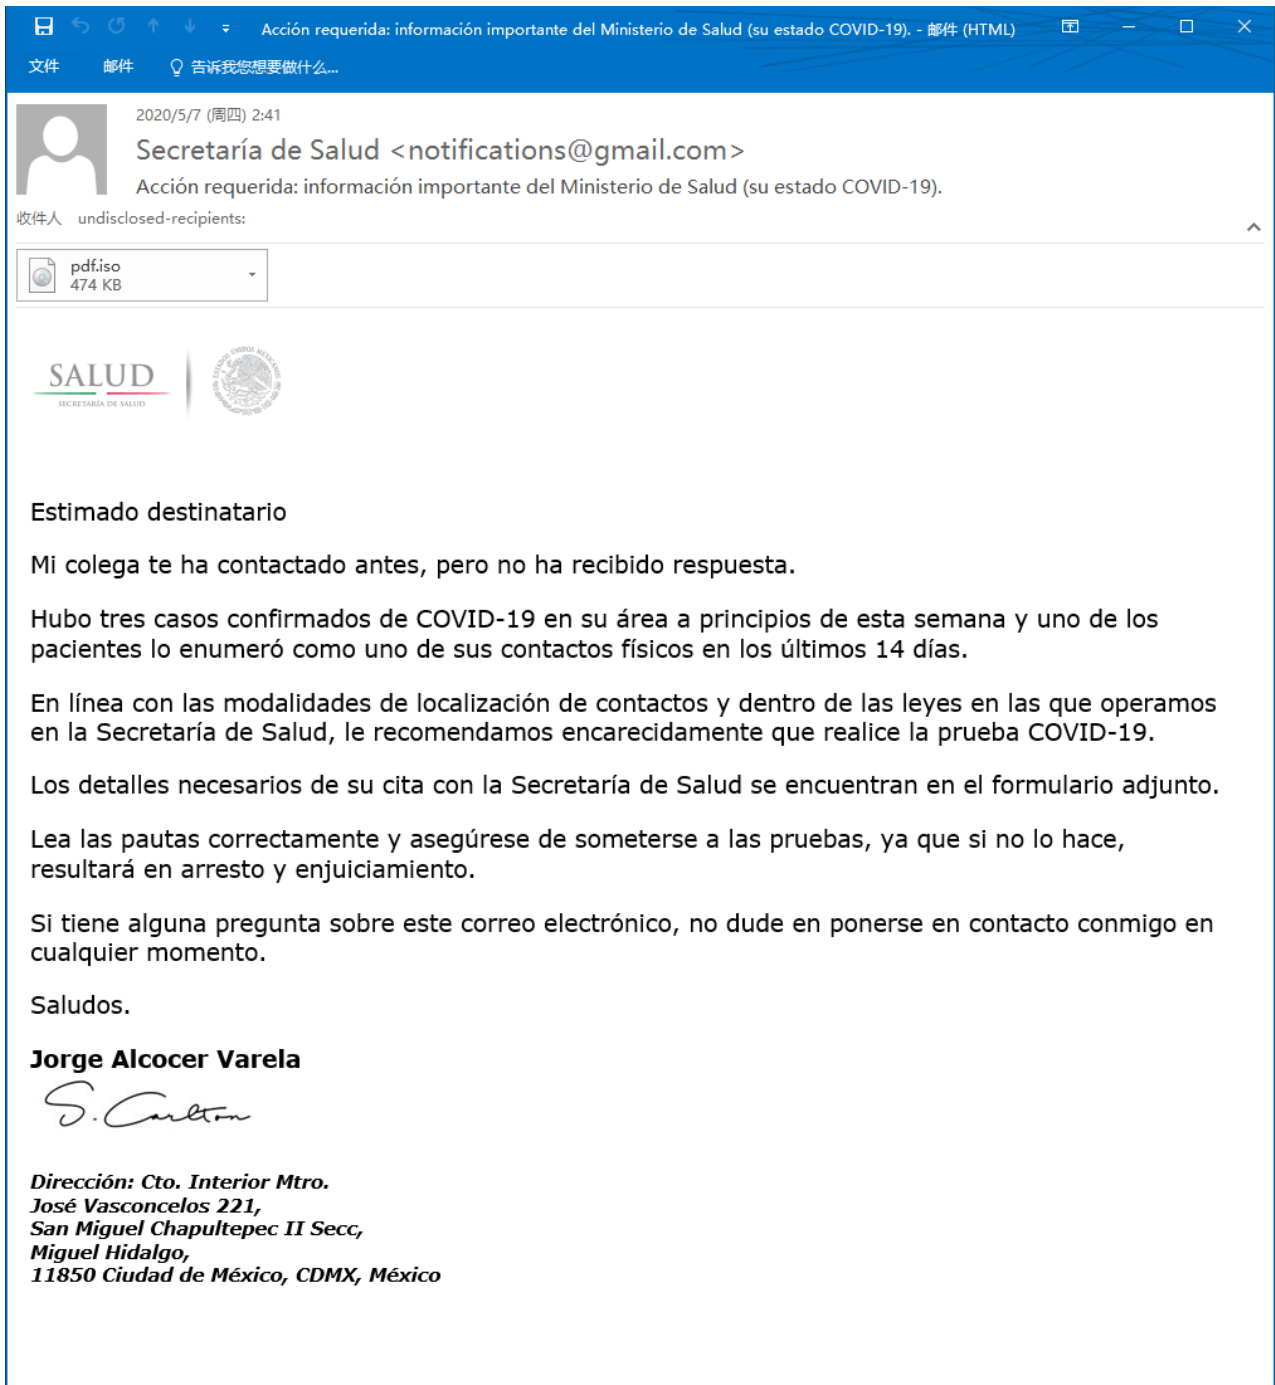 Acción requerida: información importante del Ministerio de Salud (su estado COVID-19). - 邮件 (HTML)
文件 邮件 告诉我您想要做什么...
2020/5/7 (周四) 2:41
Secretaría de Salud <notifications@gmail.com>
Acción requerida: información importante del Ministerio de Salud (su estado COVID-19).
收件人 undisclosed-recipients:
pdf.iso
474 KB
SALUD
SECRETARÍA DE SALUD
ESTADOS UNIDOS MEXICANOS
Estimado destinatario
Mi colega te ha contactado antes, pero no ha recibido respuesta.
Hubo tres casos confirmados de COVID-19 en su área a principios de esta semana y uno de los
pacientes lo enumeró como uno de sus contactos físicos en los últimos 14 días.
En línea con las modalidades de localización de contactos y dentro de las leyes en las que operamos
en la Secretaría de Salud, le recomendamos encarecidamente que realice la prueba COVID-19.
Los detalles necesarios de su cita con la Secretaría de Salud se encuentran en el formulario adjunto.
Lea las pautas correctamente y asegúrese de someterse a las pruebas, ya que si no lo hace,
resultará en arresto y enjuiciamiento.
Si tiene alguna pregunta sobre este correo electrónico, no dude en ponerse en contacto conmigo en
cualquier momento.
Saludos.
Jorge Alcocer Varela
S. Carlton
Dirección: Cto. Interior Mtro.
José Vasconcelos 221,
San Miguel Chapultepec II Secc,
Miguel Hidalgo,
11850 Ciudad de México, CDMX, México